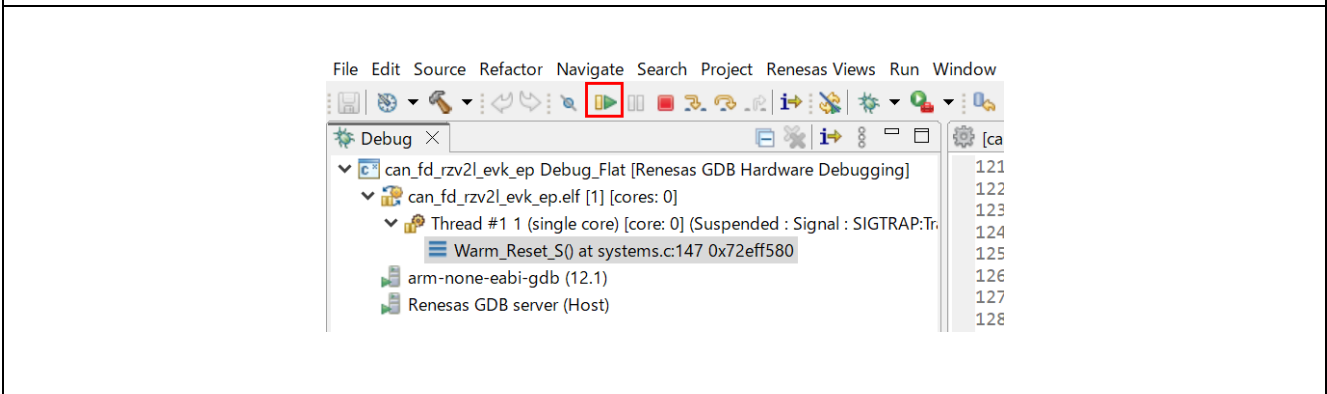 File Edit Source Refactor Navigate Search Project Renesas Views Run Window
Debug
[ca
can_fd_rzv2l_evk_ep Debug_Flat [Renesas GDB Hardware Debugging]
121
can_fd_rzv2l_evk_ep.elf [1] [cores: 0]
122
123
Thread #1 1 (single core) [core: 0] (Suspended : Signal : SIGTRAP:Tr
124
Warm_Reset_S() at systems.c:147 0x72eff580
125
arm-none-eabi-gdb (12.1)
126
Renesas GDB server (Host)
127
128